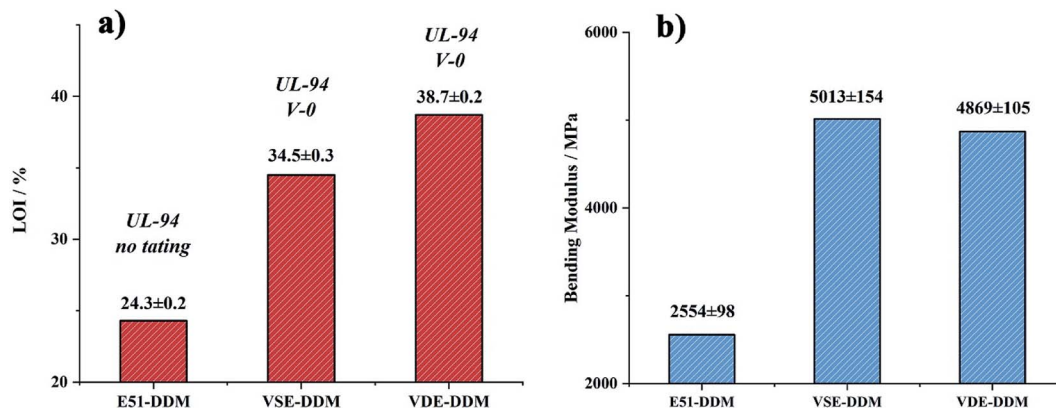 a)
UL-94
V-0
38.7±0.2
UL-94
V-0
34.5±0.3
UL-94
no tating
24.3±0.2
40
30
20
LOI / %
E51-DDM
VSE-DDM
VDE-DDM
b)
6000
4000
2000
Bending Modulus / MPa
2554±98
5013±154
4869±105
E51-DDM
VSE-DDM
VDE-DDM